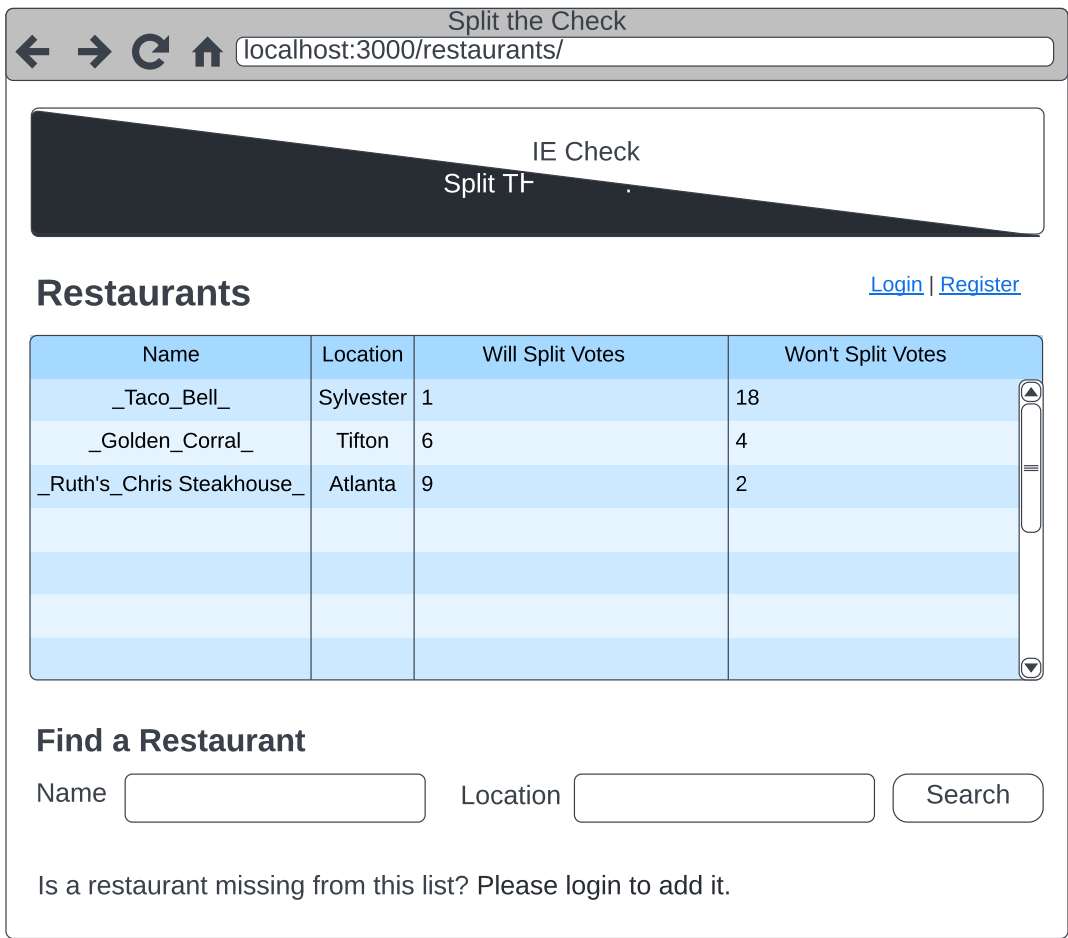 Split the Check
localhost:3000/restaurants/
IE Check
Split TH
Restaurants
Login | Register
Name Location Will Split Votes Won't Split Votes
_Taco_Bell_ Sylvester 1 18
_Golden_Corral_ Tifton 6 4
_Ruth's_Chris Steakhouse_ Atlanta 9 2
Find a Restaurant
Name Location Search
Is a restaurant missing from this list? Please login to add it.